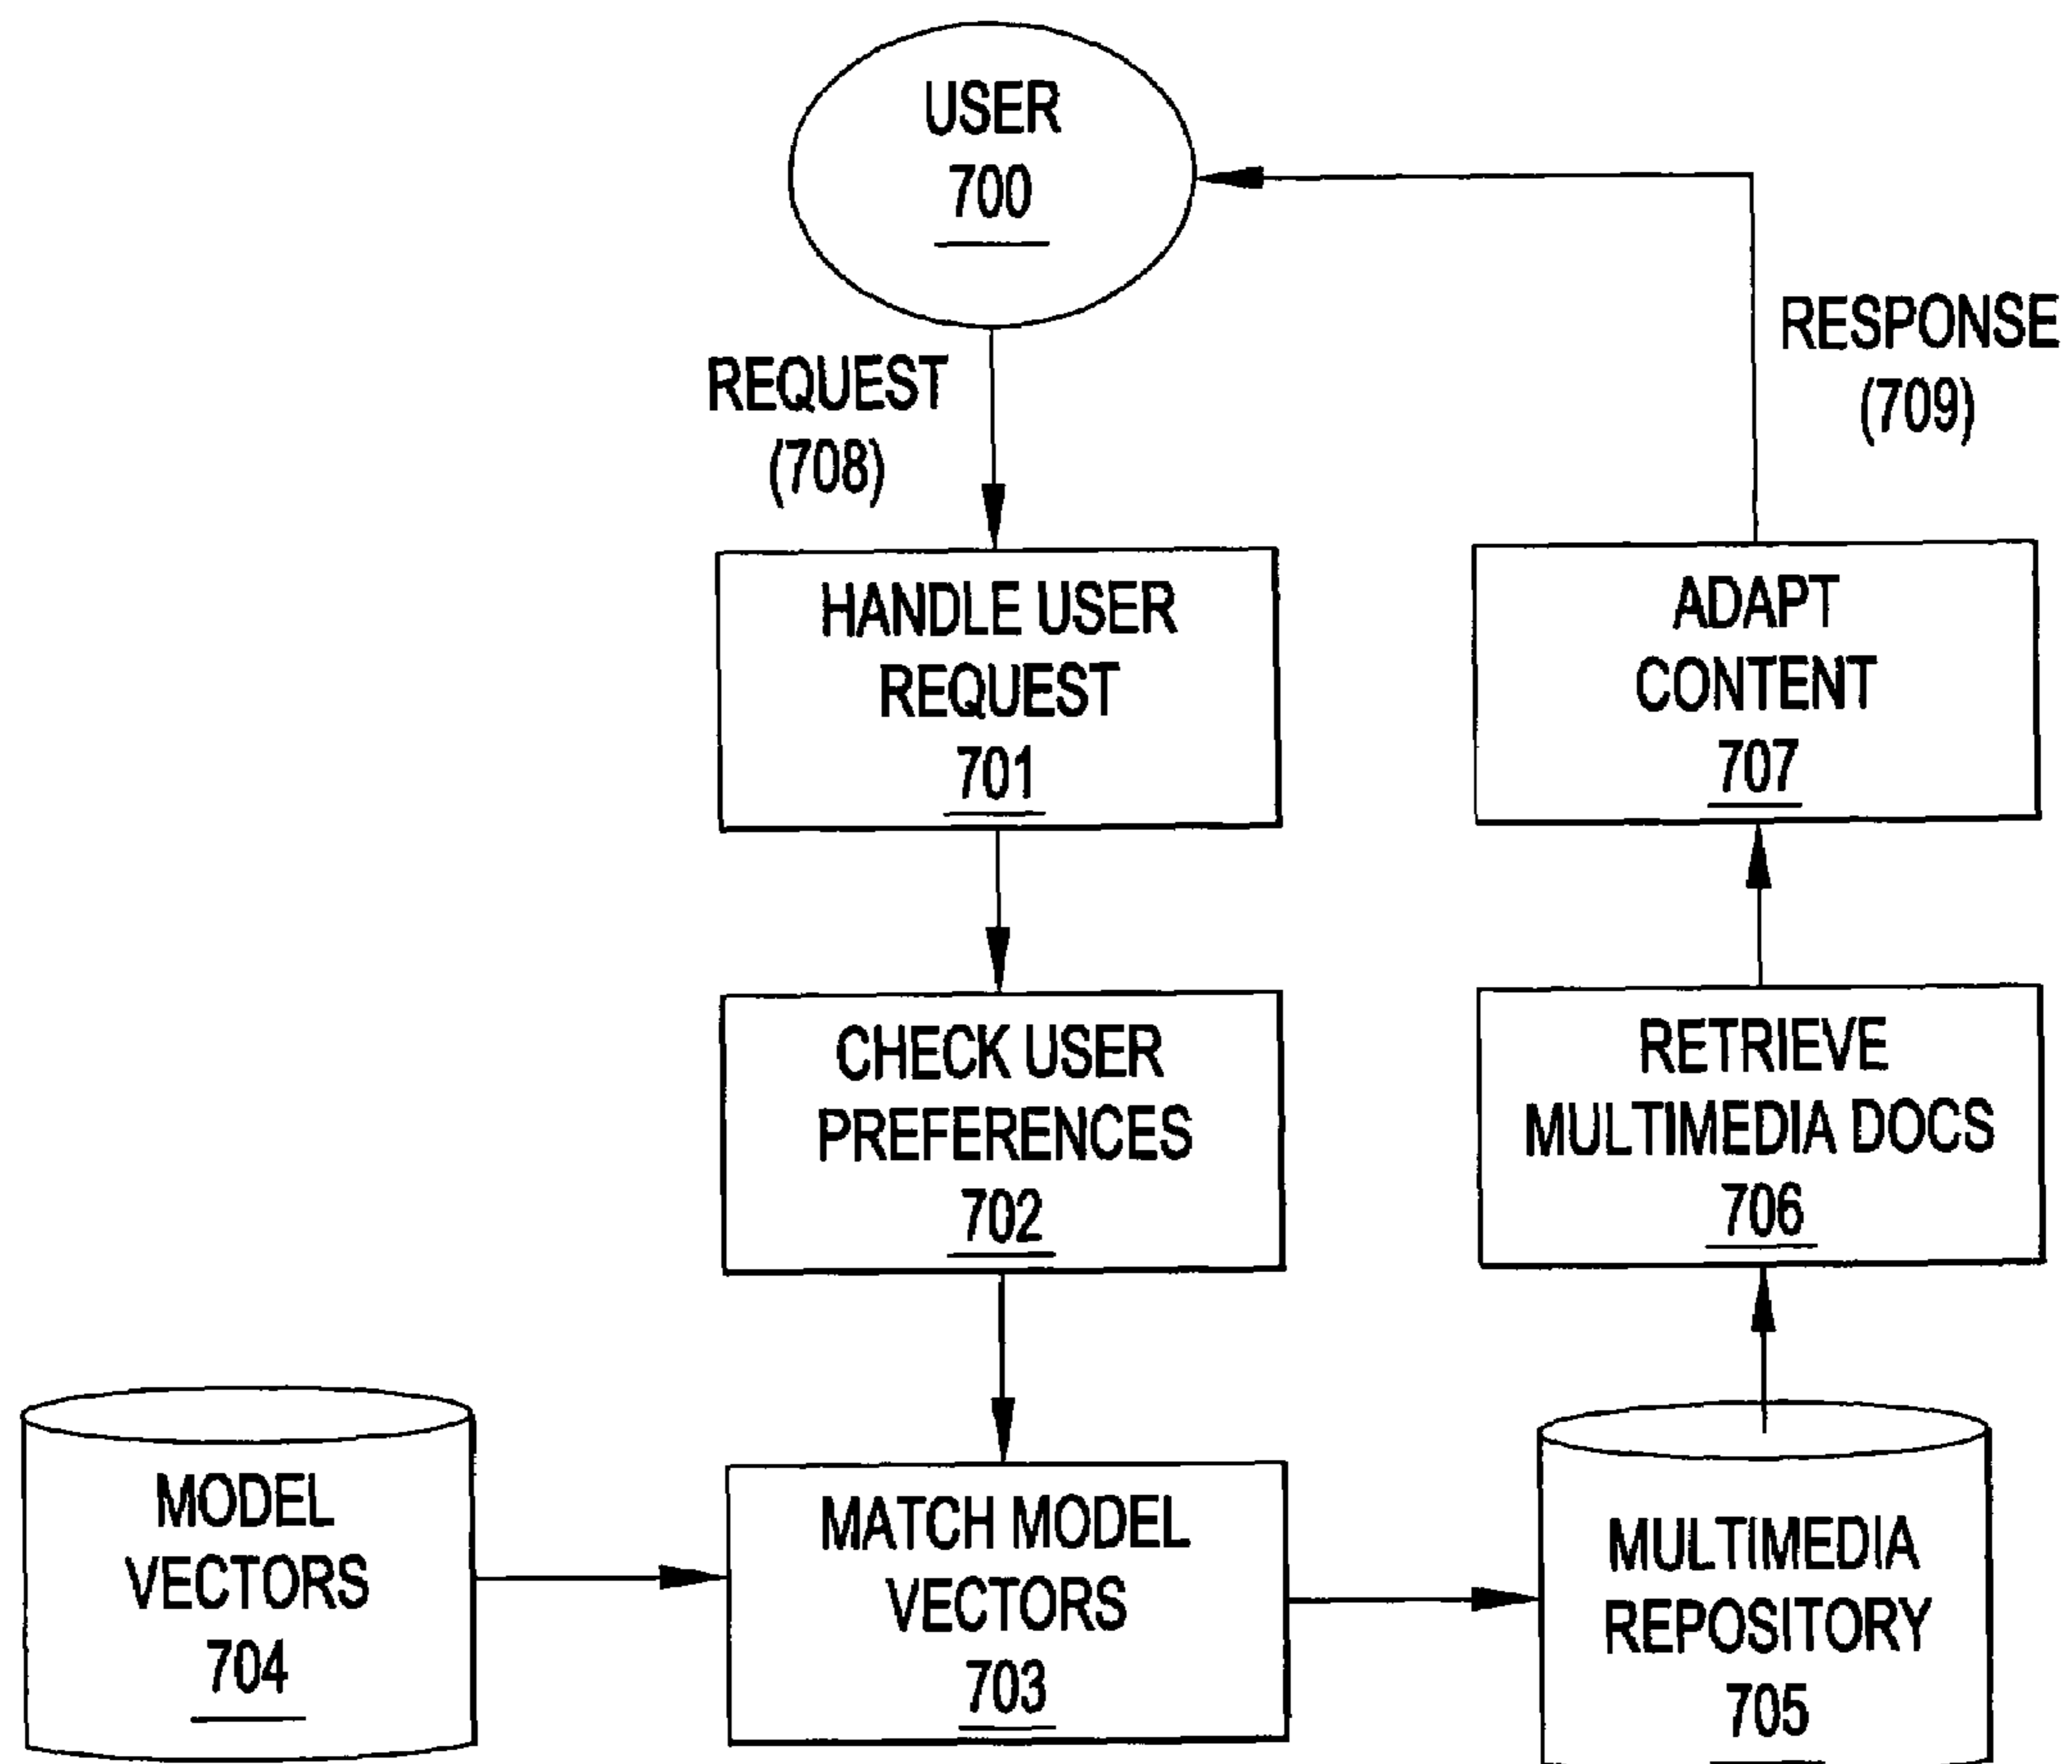 USER
700
REQUEST
(708)
RESPONSE
(709)
HANDLE USER
REQUEST
701
ADAPT
CONTENT
707
CHECK USER
PREFERENCES
702
RETRIEVE
MULTIMEDIA DOCS
706
MODEL
VECTORS
704
MATCH MODEL
VECTORS
703
MULTIMEDIA
REPOSITORY
705